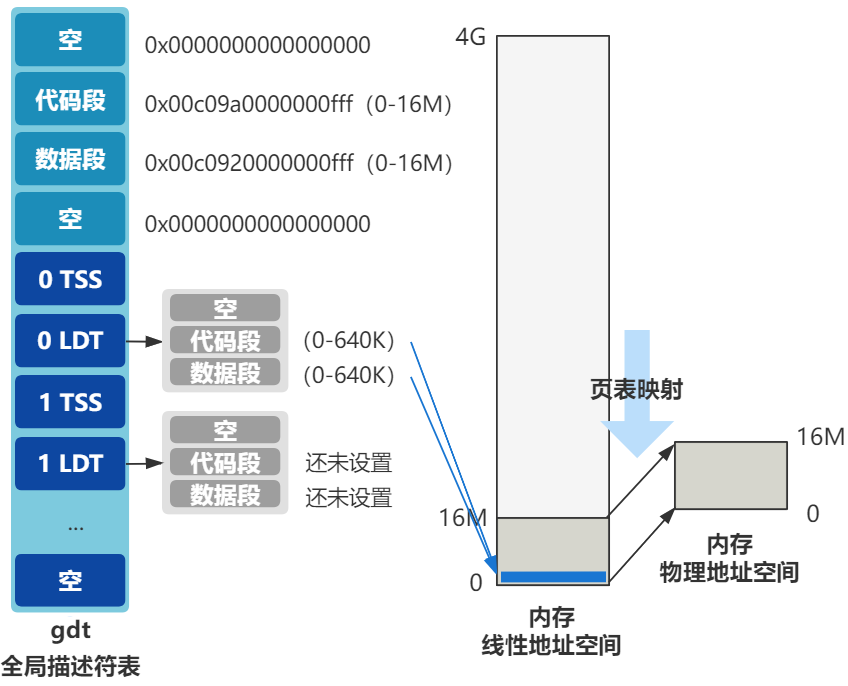 空
0x0000000000000000
代码段
0x00c09a0000000fff（0-16M）
数据段
0x00c0920000000fff（0-16M）
空
0x0000000000000000
0 TSS
0 LDT
空
代码段
（0-640K）
数据段
（0-640K）
1 TSS
1 LDT
空
代码段
还未设置
数据段
还未设置
...
空
gdt
全局描述符表
4G
16M
0
内存
线性地址空间
页表映射
16M
0
内存
物理地址空间